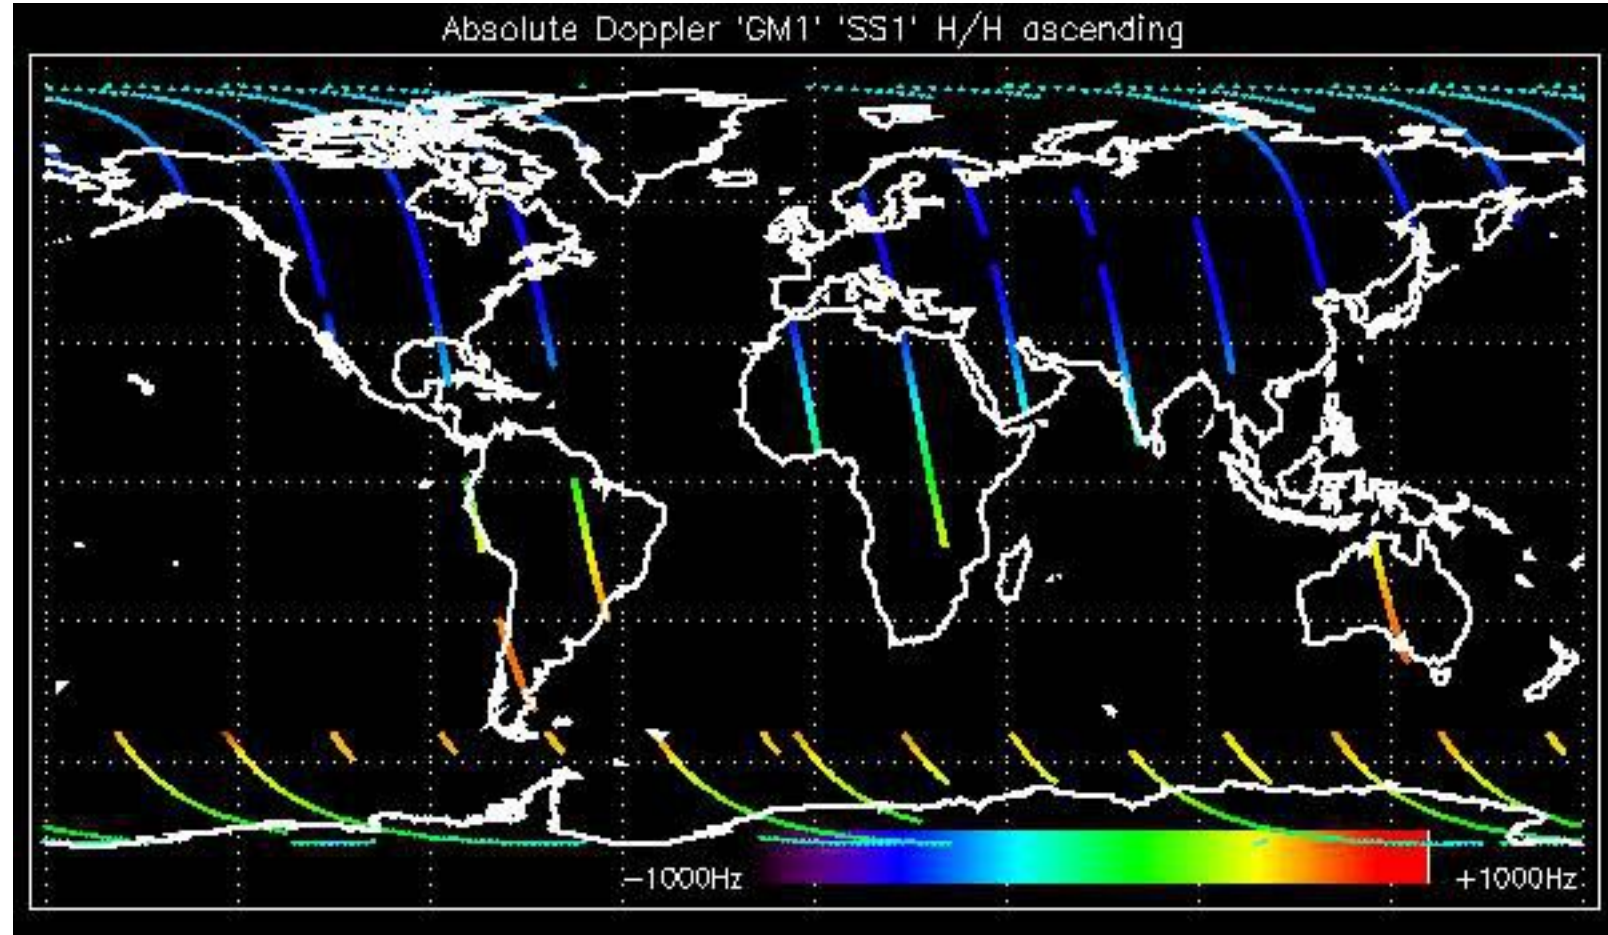 Absolute Doppler 'GM1' 'SS1' H/H ascending
−1000Hz
+1000Hz